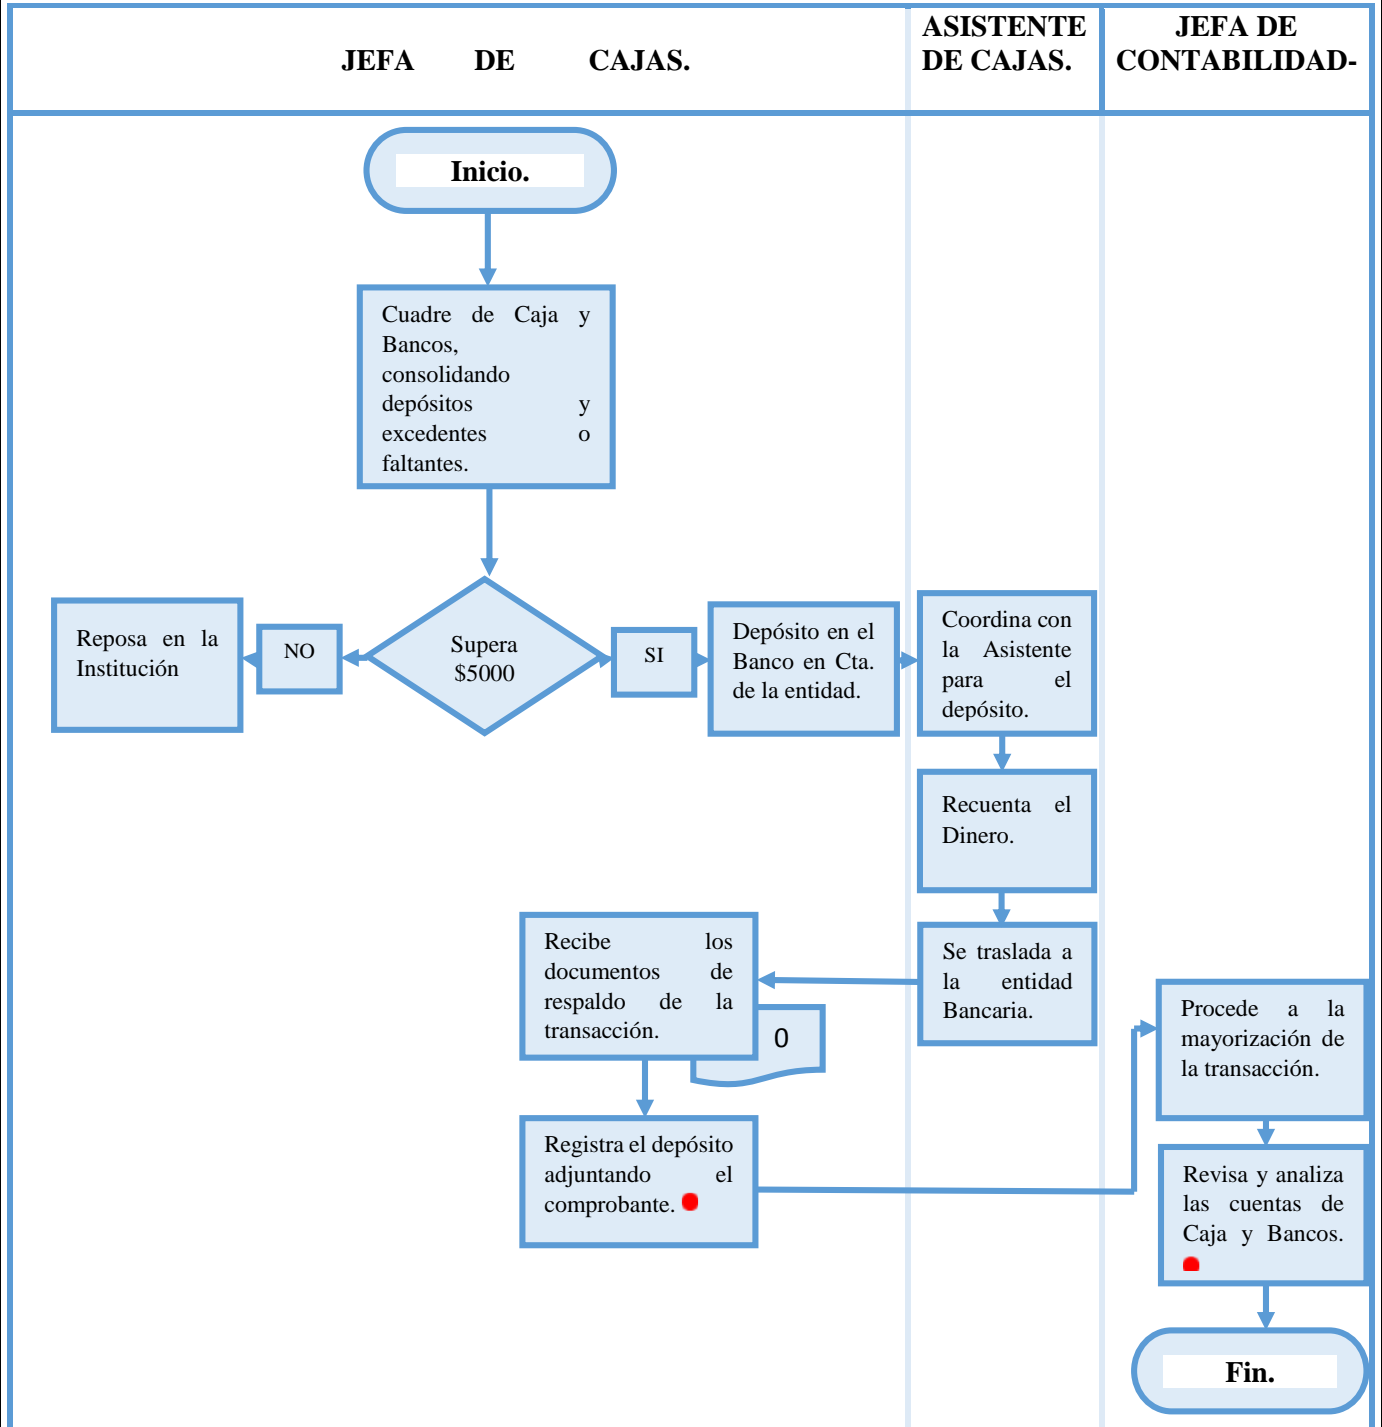 JEFA DE CAJAS.
ASISTENTE
DE CAJAS.
JEFA DE
CONTABILIDAD-
Inicio.
Cuadre de Caja y
Bancos,
consolidando
depósitos y
excedentes o
faltantes.
Supera
$5000
NO
Reposa en la
Institución
SI
Depósito en el
Banco en Cta.
de la entidad.
Coordina con
la Asistente
para el
depósito.
Recuenta el
Dinero.
Se traslada a
la entidad
Bancaria.
Recibe los
documentos de
respaldo de la
transacción.
0
Registra el depósito
adjuntando el
comprobante.
Procede a la
mayorización de
la transacción.
Revisa y analiza
las cuentas de
Caja y Bancos.
Fin.